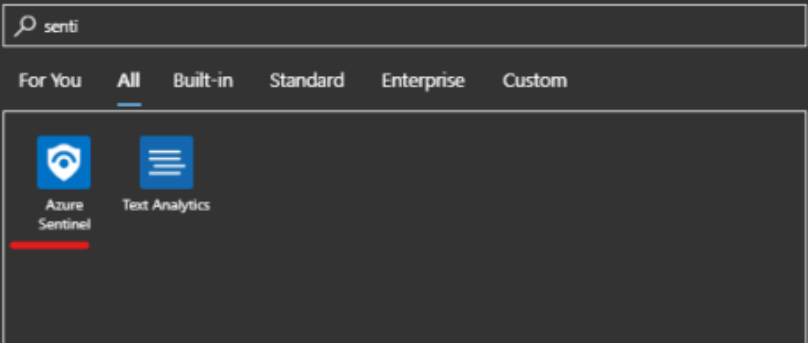 senti
For You All Built-in Standard Enterprise Custom
Azure Text Analytics
Sentinel